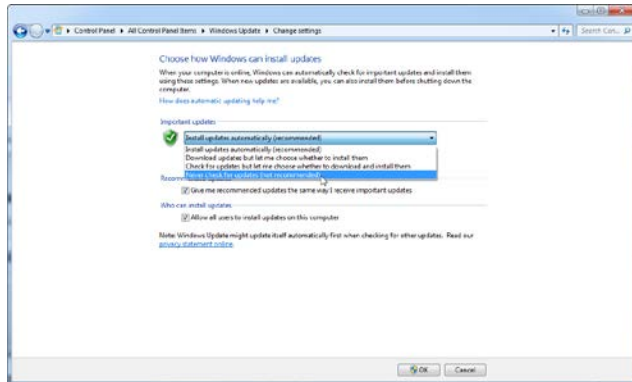 Control Panel ▸ All Control Panel Items ▸ Windows Update ▸ Change settings
Search Con...
Choose how Windows can install updates
When your computer is online, Windows can automatically check for important updates and install them
using these settings. When new updates are available, you can also install them before shutting down the
computer.
How does automatic updating help me?
Important updates
Install updates automatically (recommended)
Install updates automatically (recommended)
Download updates but let me choose whether to install them
Check for updates but let me choose whether to download and install them
Never check for updates (not recommended)
Recom
Give me recommended updates the same way I receive important updates
Who can install updates
Allow all users to install updates on this computer
Note: Windows Update might update itself automatically first when checking for other updates. Read our
privacy statement online.
OK
Cancel